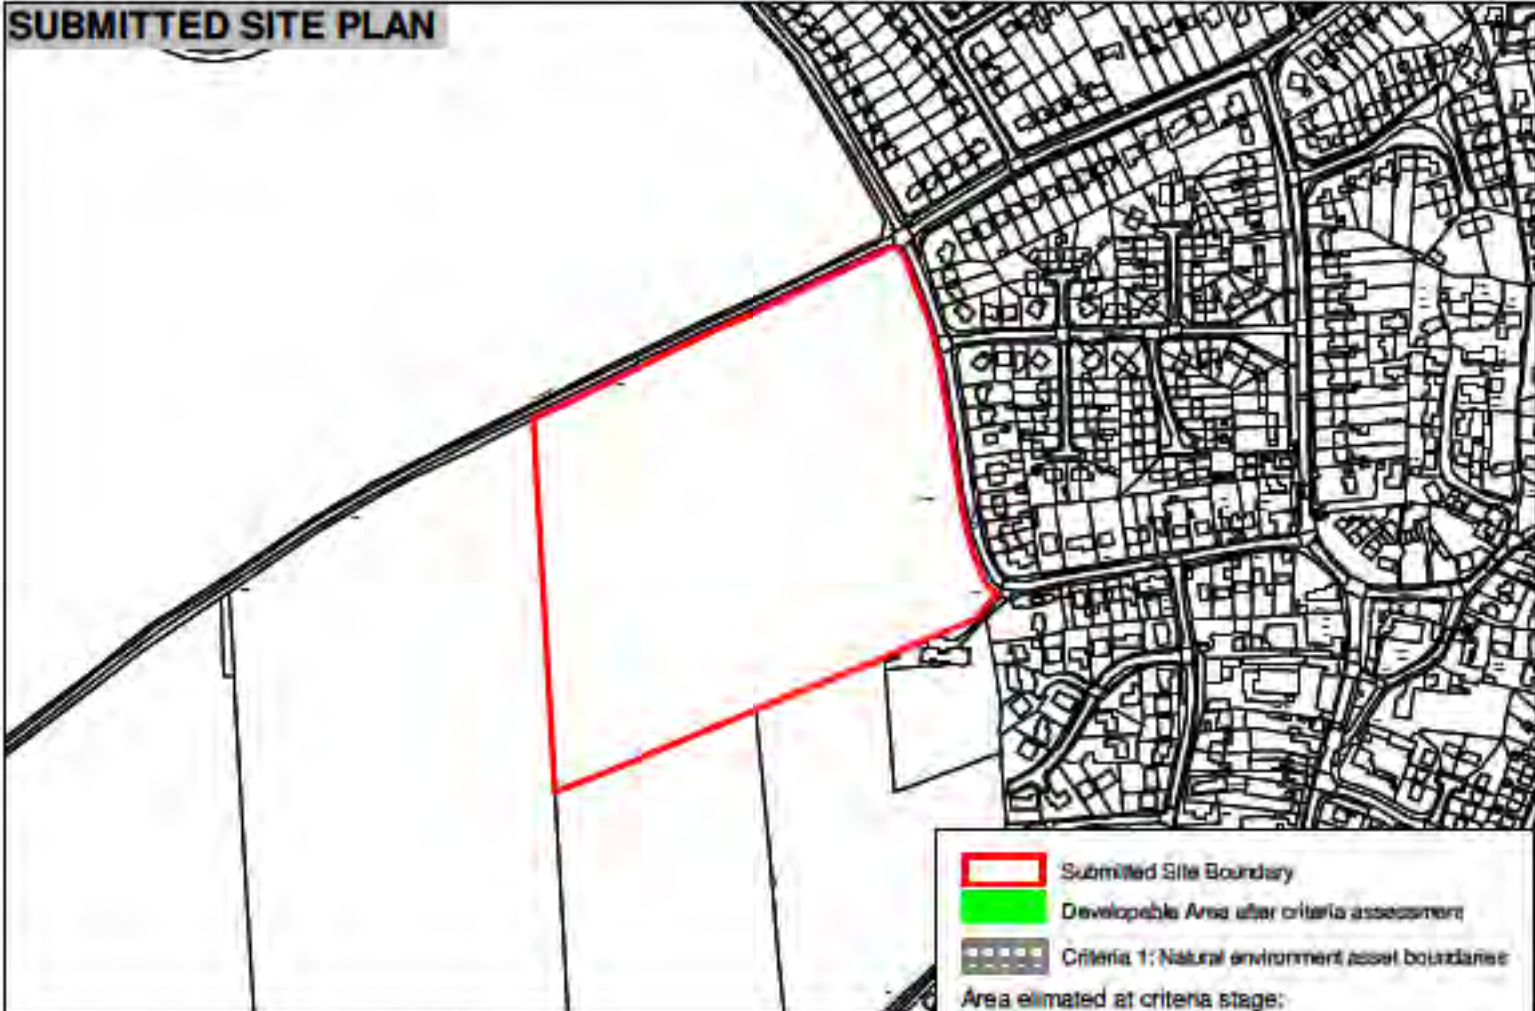 SUBMITTED SITE PLAN
Submitted Site Boundary
Developable Area after criteria assessment
Criteria 1: Natural environment asset boundaries
Area elimated at criteria stage: